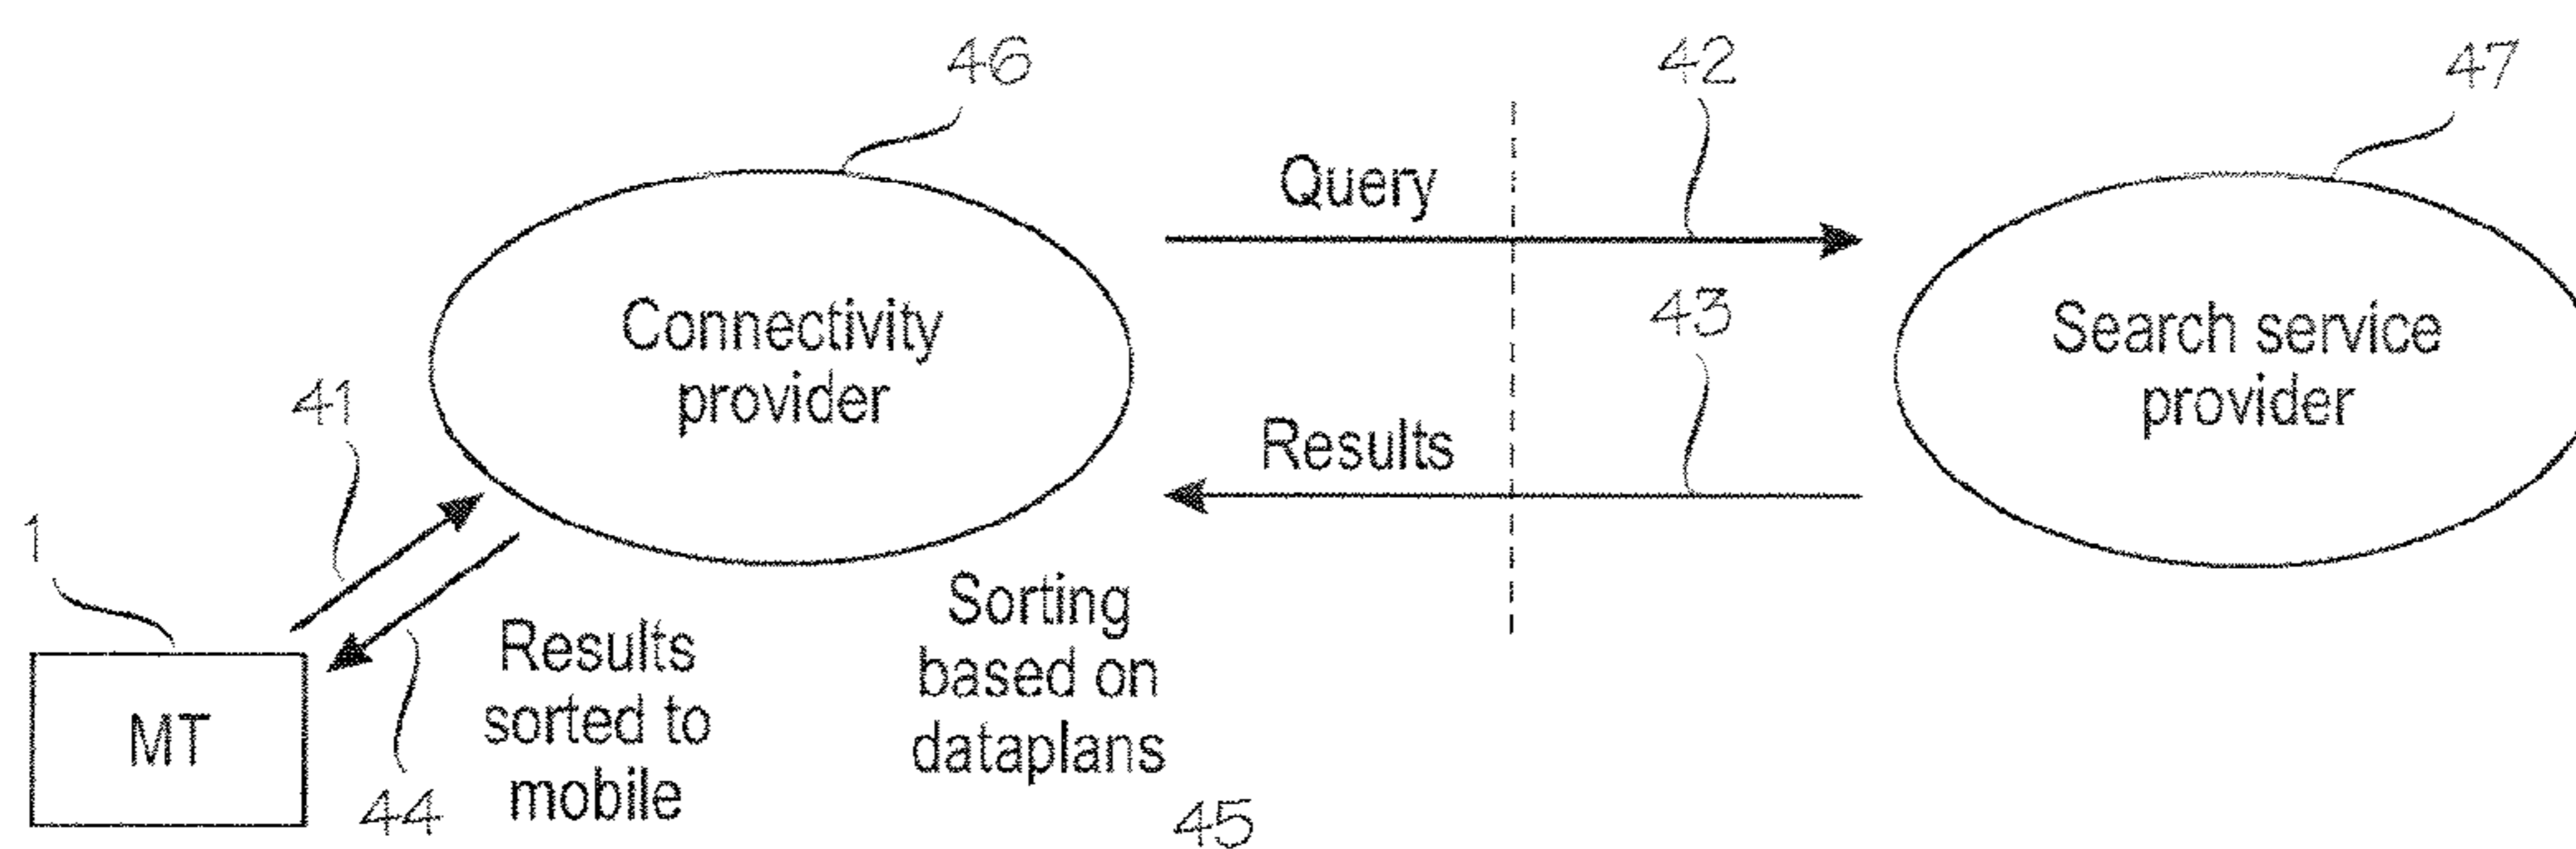 46
42
47
Query
Connectivity
provider
43
Search service
provider
41
Results
1
Sorting
based on
dataplans
Results
sorted to
mobile
MT
44
45